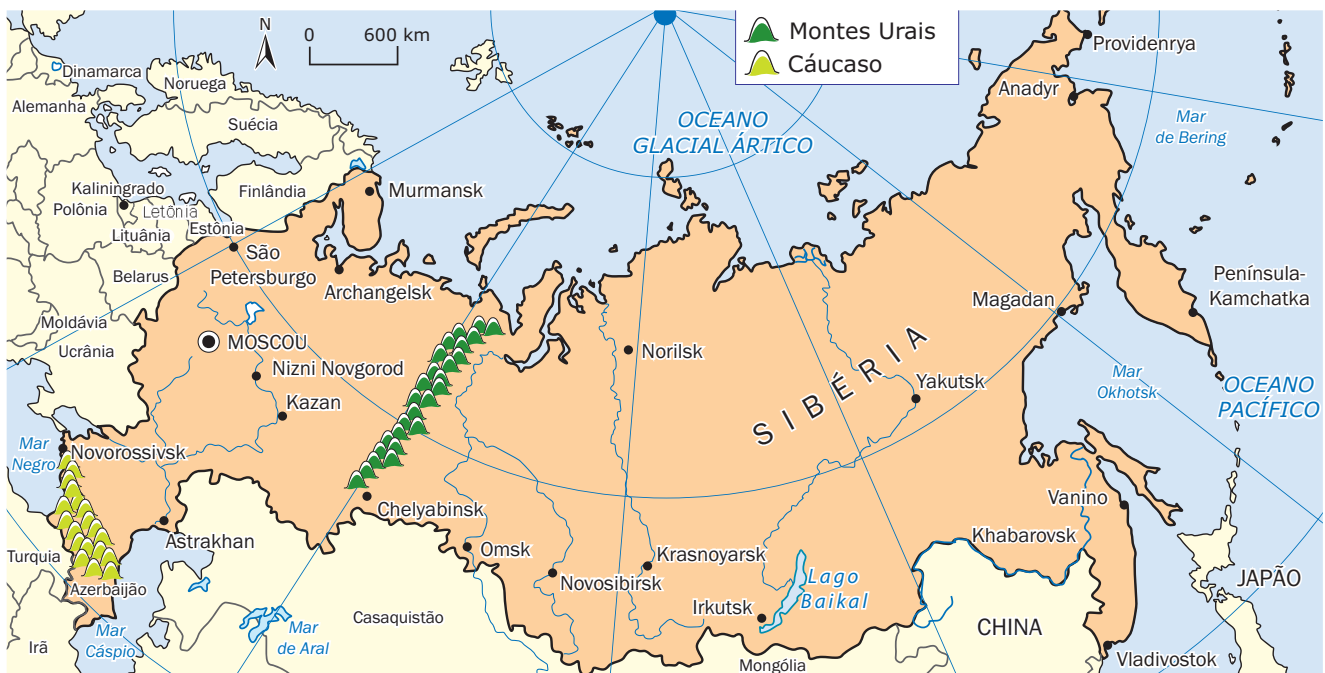 N
0 600 km
Montes Urais
Cáucaso
Providenrya
Dinamarca
Noruega
Anadyr
Alemanha
Mar
de Bering
Suécia
OCEANO
GLACIAL ÁRTICO
Kaliningrado
Finlândia
Murmansk
Polônia
Letônia
Lituânia
Estônia
São
Petersburgo
Belarus
Archangelsk
Península-
Kamchatka
Magadan
Moldávia
Ucrânia
MOSCOU
Norilsk
SIBÉRIA
Nizni Novgorod
Yakutsk
Mar
Okhotsk
OCEANO
PACÍFICO
Kazan
Mar
Negro
Novorossivsk
Chelyabinsk
Vanino
Astrakhan
Khabarovsk
Turquia
Omsk
Krasnoyarsk
Azerbaijão
Novosibirsk
Lago
Baikal
JAPÃO
Irkutsk
Casaquistão
CHINA
Mar
de Aral
Mar
Cáspio
Irã
Mongólia
Vladivostok